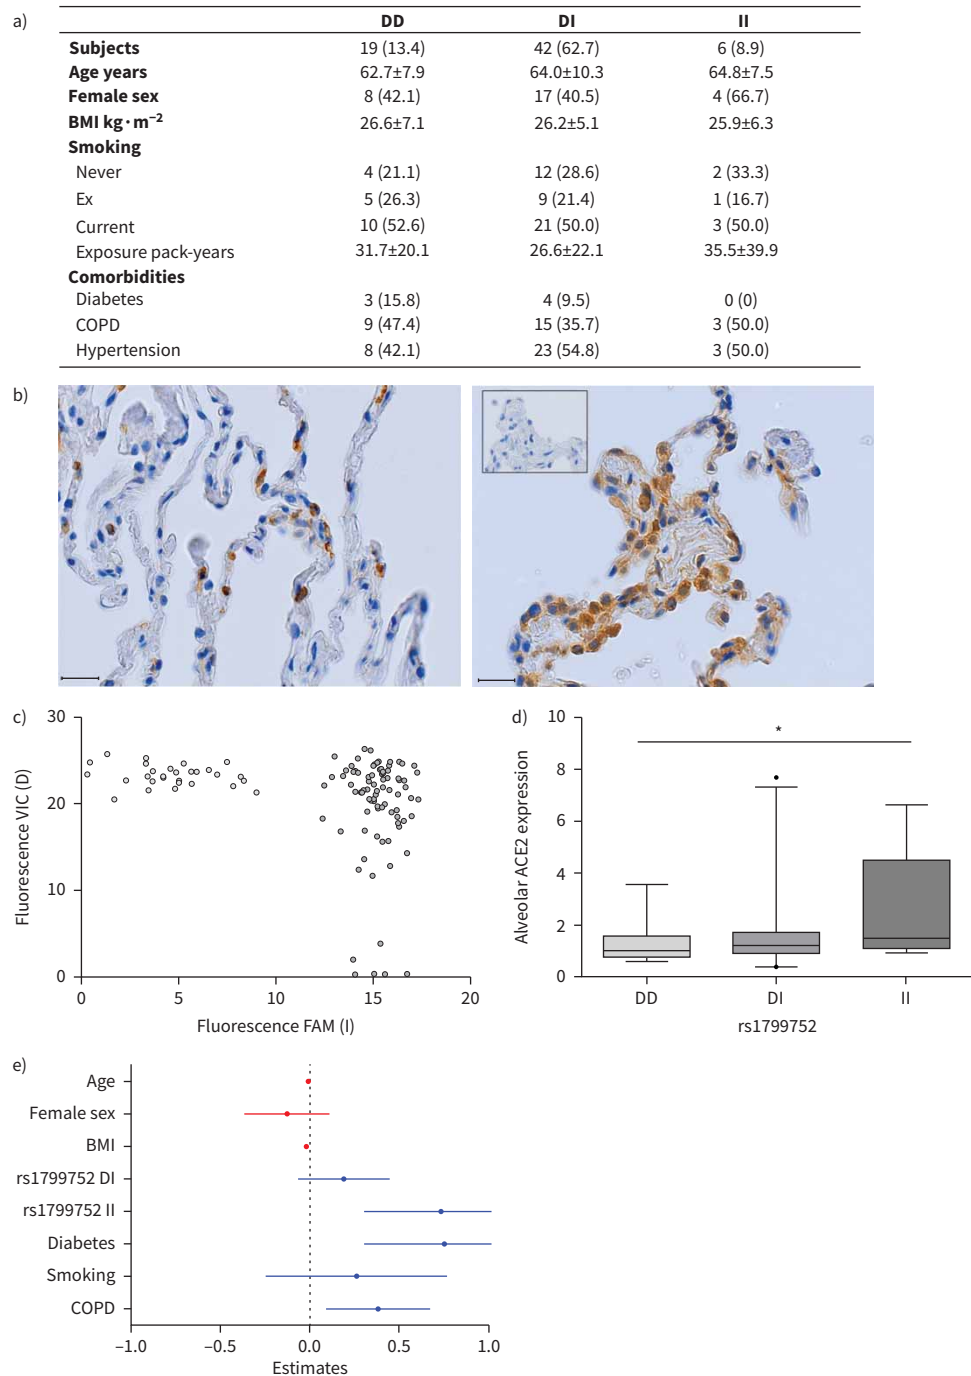 a)
DD DI II
Subjects 19 (13.4) 42 (62.7) 6 (8.9)
Age years 62.7±7.9 64.0±10.3 64.8±7.5
Female sex 8 (42.1) 17 (40.5) 4 (66.7)
BMI kg·m⁻² 26.6±7.1 26.2±5.1 25.9±6.3
Smoking
Never 4 (21.1) 12 (28.6) 2 (33.3)
Ex 5 (26.3) 9 (21.4) 1 (16.7)
Current 10 (52.6) 21 (50.0) 3 (50.0)
Exposure pack-years 31.7±20.1 26.6±22.1 35.5±39.9
Comorbidities
Diabetes 3 (15.8) 4 (9.5) 0 (0)
COPD 9 (47.4) 15 (35.7) 3 (50.0)
Hypertension 8 (42.1) 23 (54.8) 3 (50.0)
b)
c)
Fluorescence VIC (D)
30
20
10
0
0 5 10 15 20
Fluorescence FAM (I)
d)
Alveolar ACE2 expression
10
8
6
4
2
0
*
DD DI II
rs1799752
e)
Age
Female sex
BMI
rs1799752 DI
rs1799752 II
Diabetes
Smoking
COPD
–1.0 –0.5 0.0 0.5 1.0
Estimates